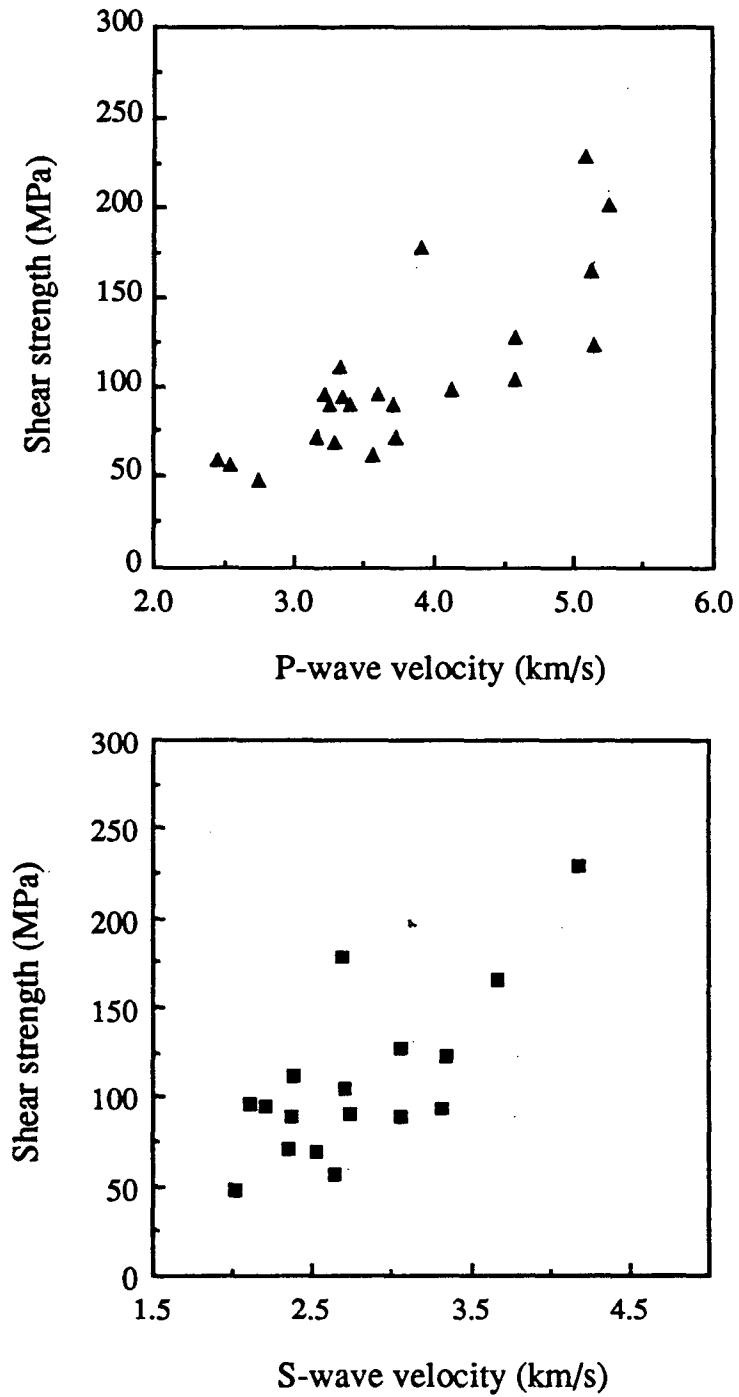 300
250
200
150
100
50
0
Shear strength (MPa)
2.0 3.0 4.0 5.0 6.0
P-wave velocity (km/s)
300
250
200
150
100
50
0
Shear strength (MPa)
1.5 2.5 3.5 4.5
S-wave velocity (km/s)